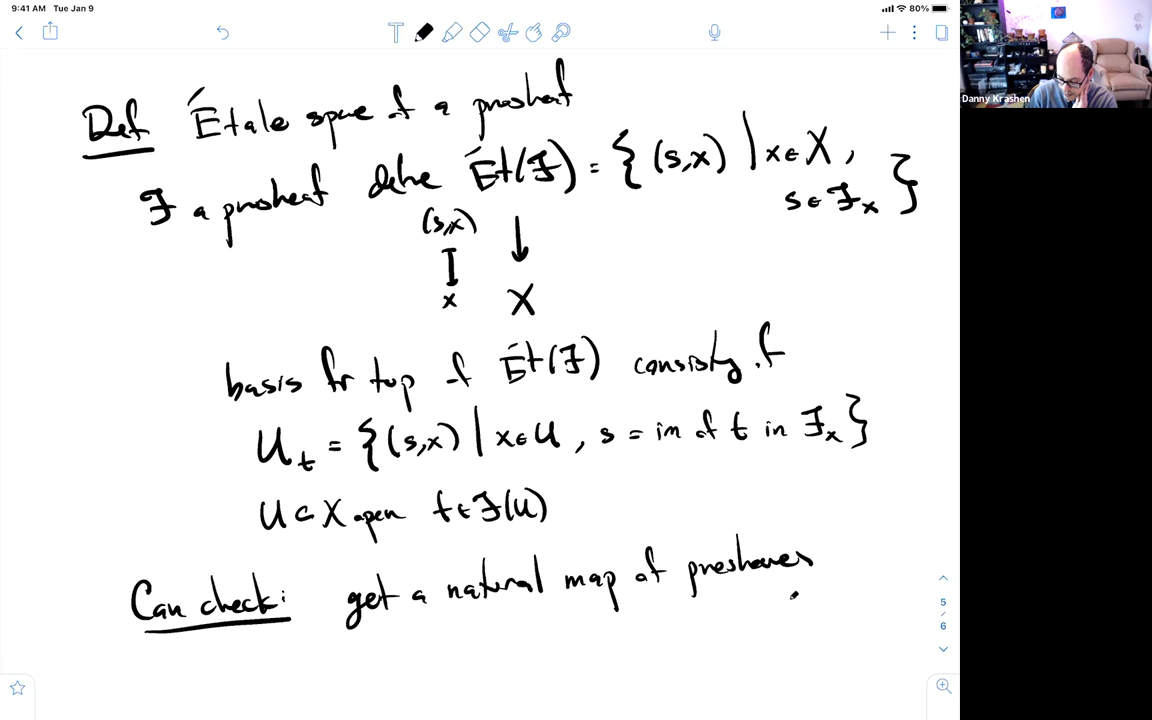 9:41 AM Tue Jan 9
80%
Danny Krashen
Def Étale space of a presheaf
ℱ a presheaf define Ét(ℱ) = { (s,x) | x ∈ X ,
s ∈ ℱ_x }
(s,x) ↓
↧
x X
basis for top of Ét(ℱ) consisting of
U_t = { (s,x) | x ∈ U , s = im of t in ℱ_x }
U ⊂ X open t ∈ ℱ(U)
Can check: get a natural map of presheaves
5
/
6